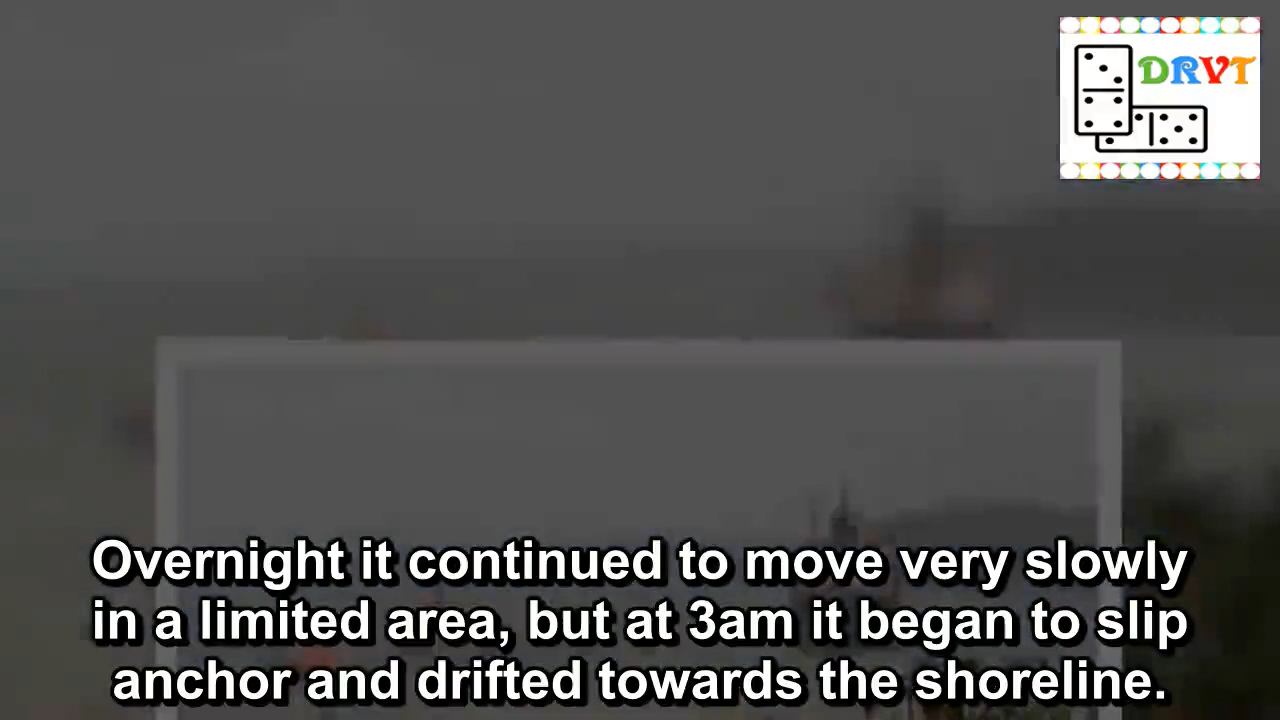 DRVT
Overnight it continued to move very slowly
in a limited area, but at 3am it began to slip
anchor and drifted towards the shoreline.